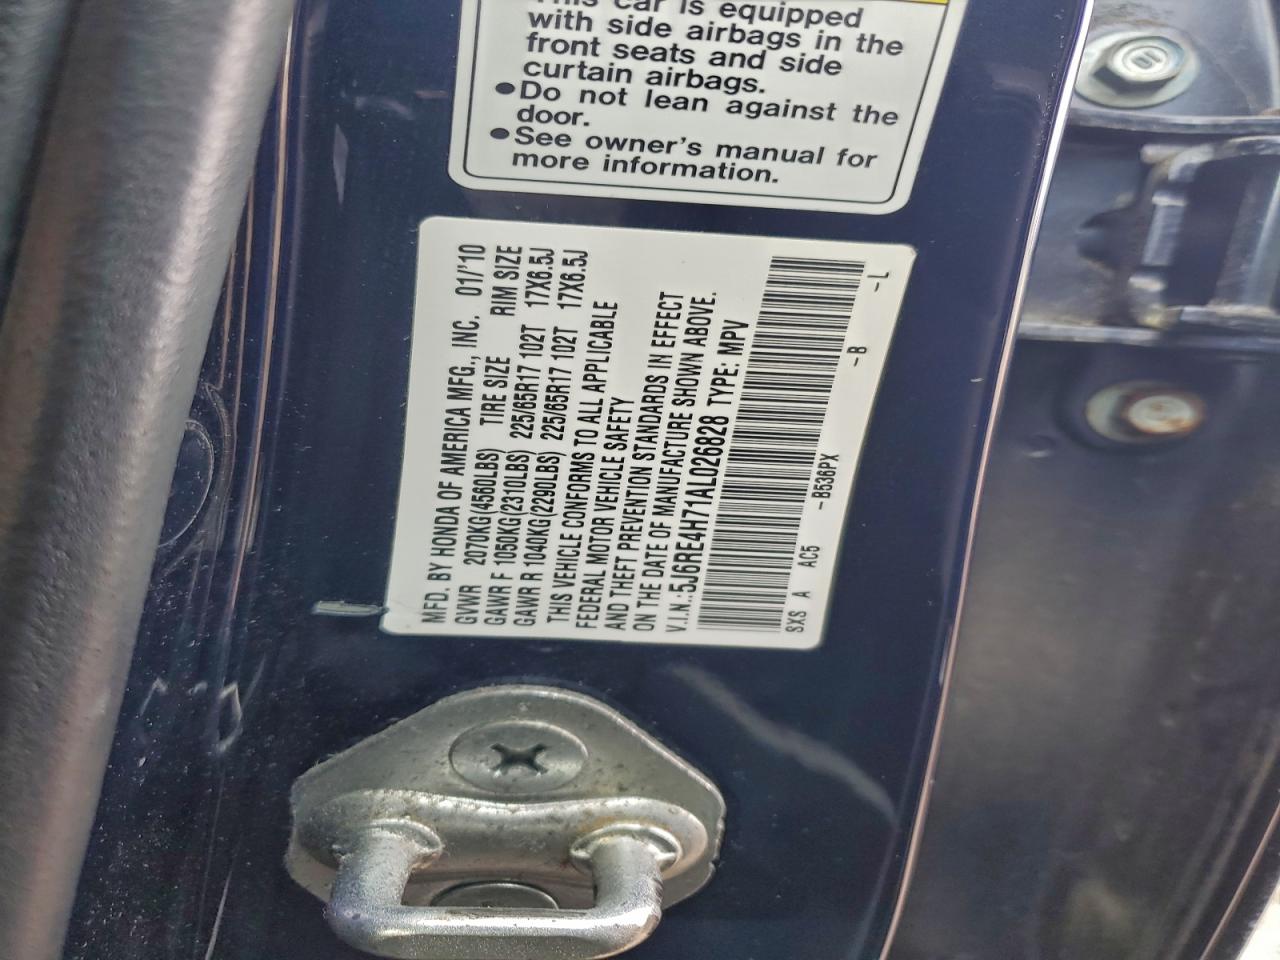 This car is equipped
with side airbags in the
front seats and side
curtain airbags.
●Do not lean against the
door.
●See owner's manual for
more information.
MFD. BY HONDA OF AMERICA MFG., INC. 01/'10
GVWR 2070KG(4560LBS) TIRE SIZE RIM SIZE
GAWR F 1050KG(2310LBS) 225/65R17 102T 17X6.5J
GAWR R 1040KG(2290LBS) 225/65R17 102T 17X6.5J
THIS VEHICLE CONFORMS TO ALL APPLICABLE
FEDERAL MOTOR VEHICLE SAFETY
AND THEFT PREVENTION STANDARDS IN EFFECT
ON THE DATE OF MANUFACTURE SHOWN ABOVE.
V.I.N.:5J6RE4H71AL026828 TYPE: MPV
SXS A AC5 -B536PX -B -L